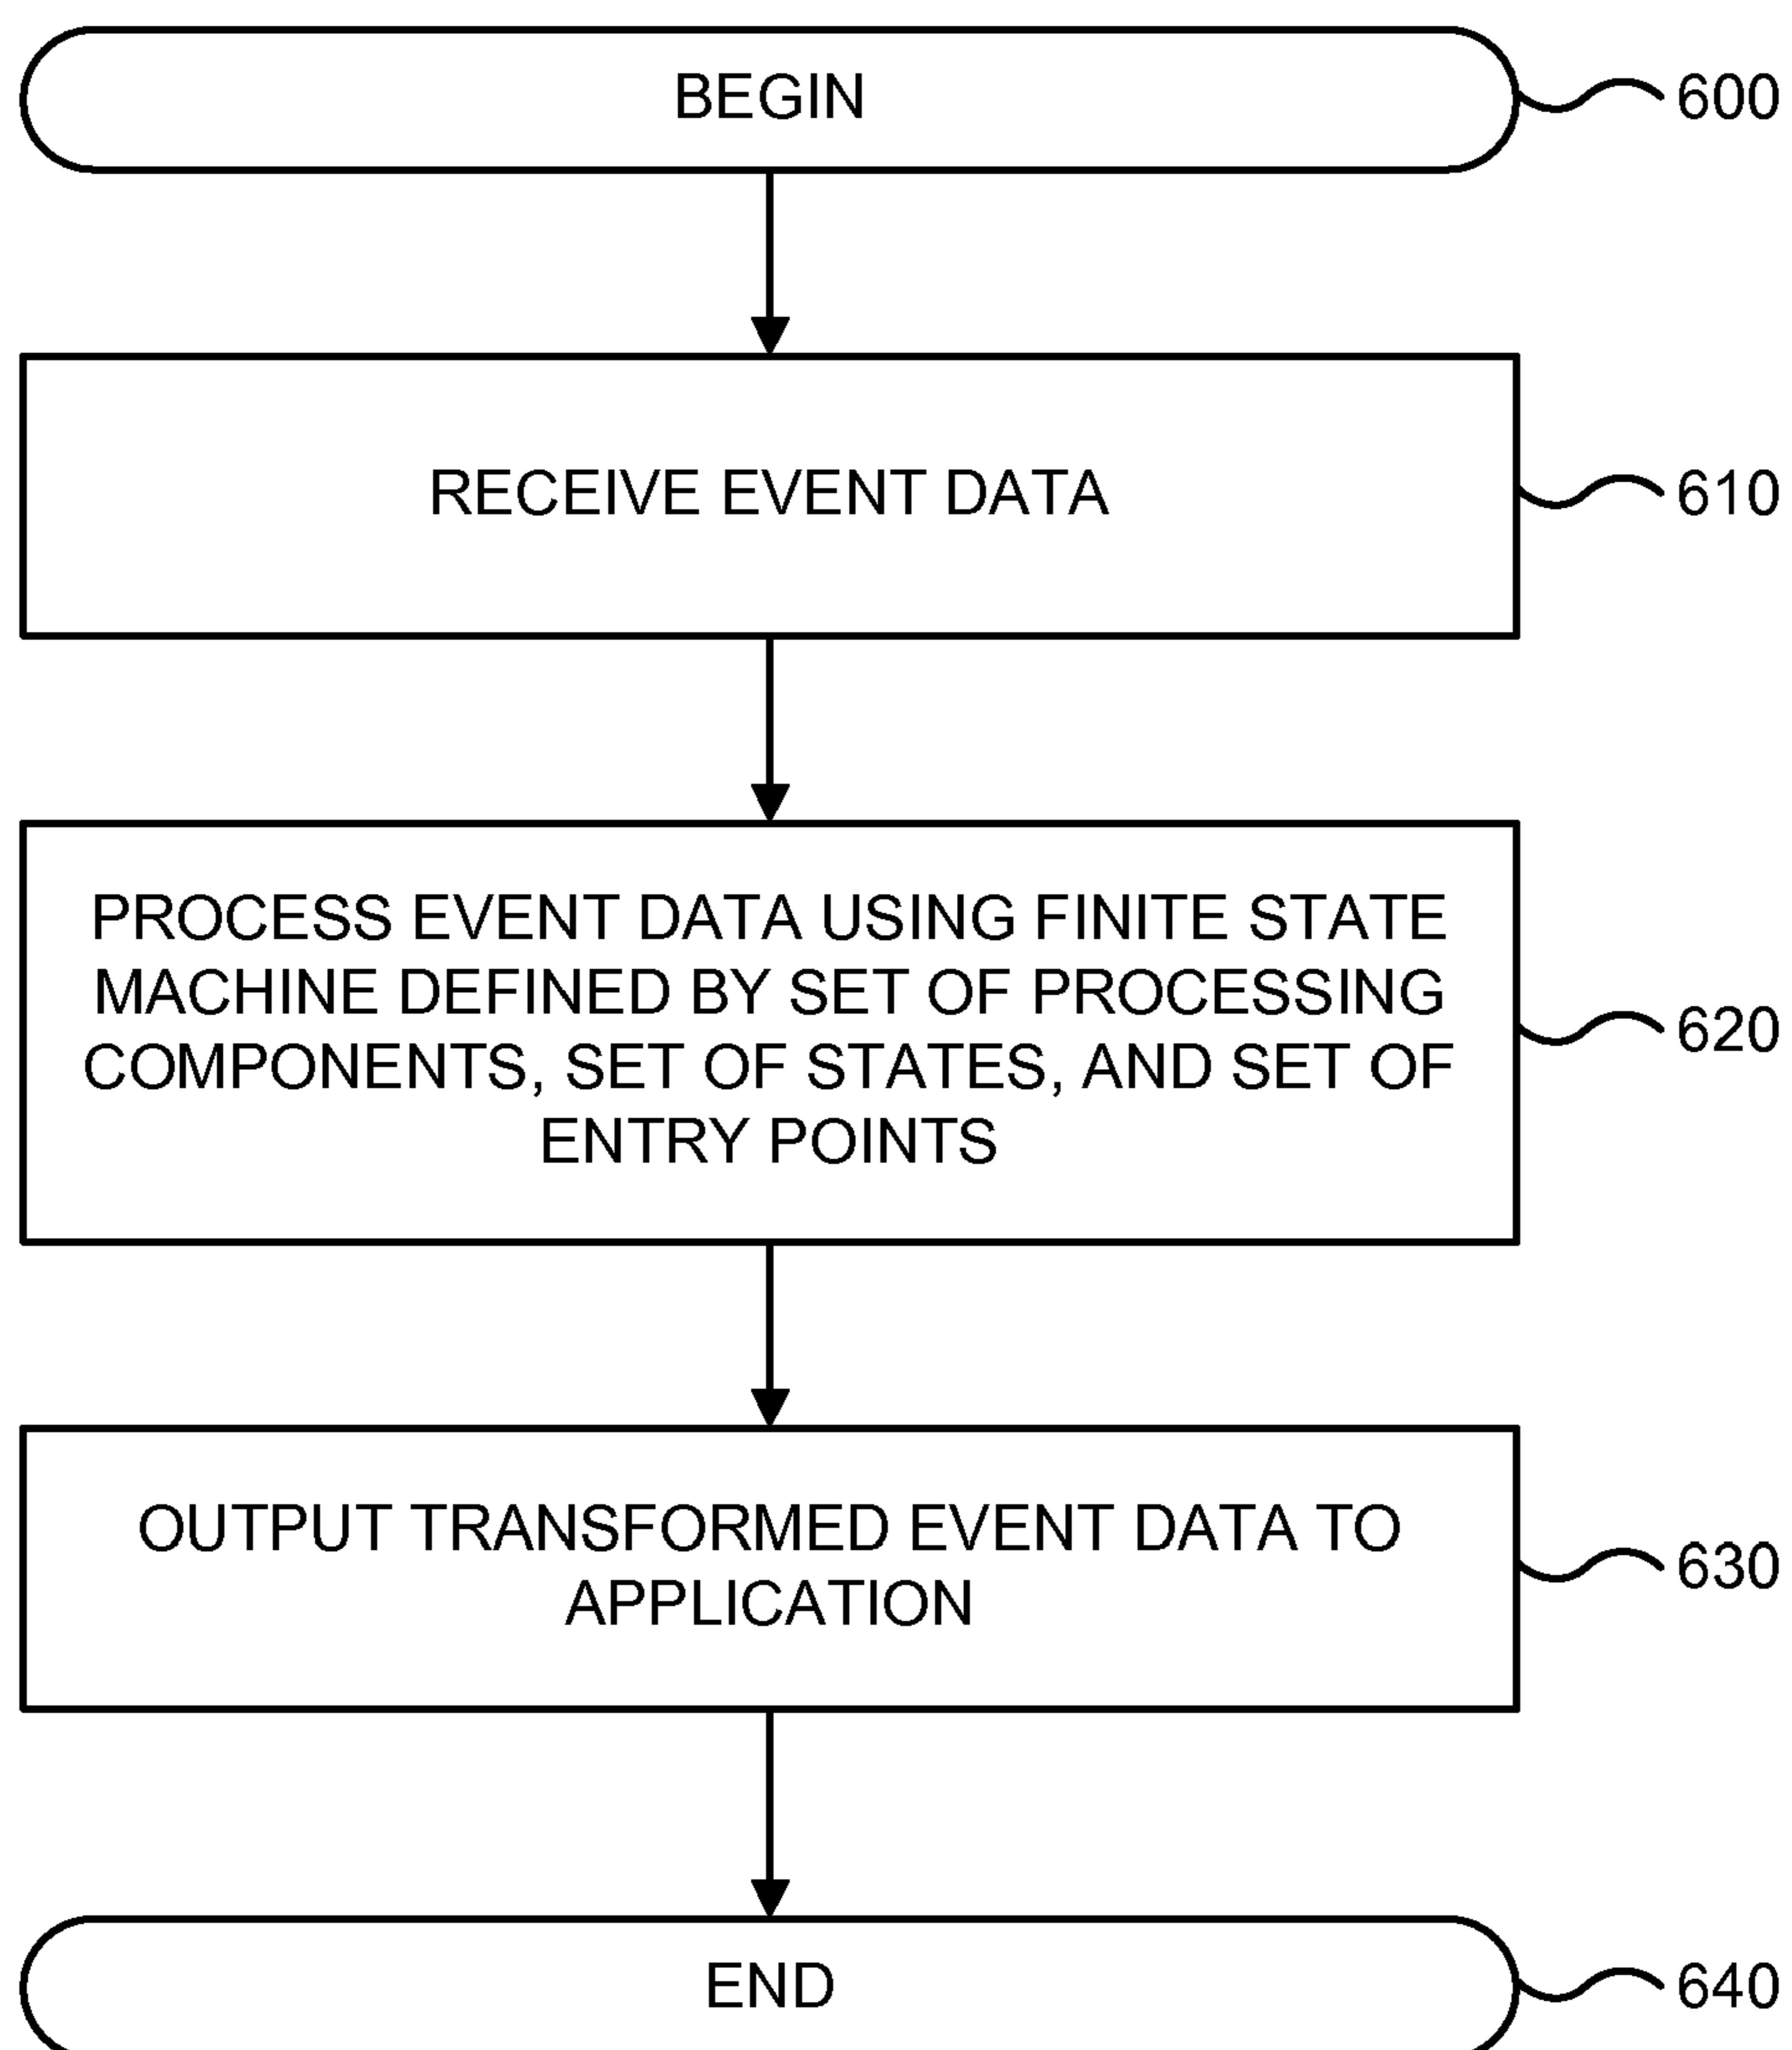 BEGIN
600
RECEIVE EVENT DATA
610
PROCESS EVENT DATA USING FINITE STATE
MACHINE DEFINED BY SET OF PROCESSING
COMPONENTS, SET OF STATES, AND SET OF
ENTRY POINTS
620
OUTPUT TRANSFORMED EVENT DATA TO
APPLICATION
630
END
640